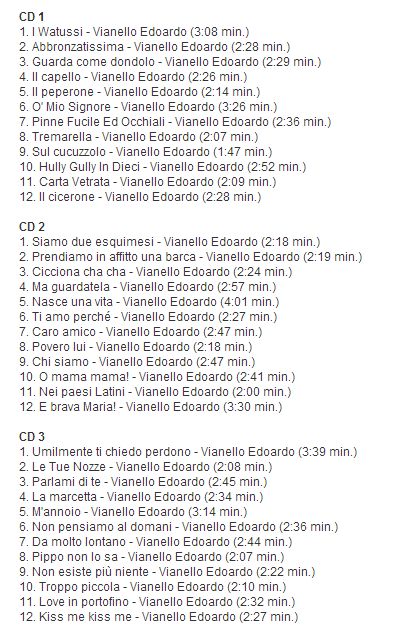 CD 1
1. I Watussi - Vianello Edoardo (3:08 min.)
2. Abbronzatissima - Vianello Edoardo (2:28 min.)
3. Guarda come dondolo - Vianello Edoardo (2:29 min.)
4. Il capello - Vianello Edoardo (2:26 min.)
5. Il peperone - Vianello Edoardo (2:14 min.)
6. O' Mio Signore - Vianello Edoardo (3:26 min.)
7. Pinne Fucile Ed Occhiali - Vianello Edoardo (2:36 min.)
8. Tremarella - Vianello Edoardo (2:07 min.)
9. Sul cucuzzolo - Vianello Edoardo (1:47 min.)
10. Hully Gully In Dieci - Vianello Edoardo (2:52 min.)
11. Carta Vetrata - Vianello Edoardo (2:09 min.)
12. Il cicerone - Vianello Edoardo (2:28 min.)
CD 2
1. Siamo due esquimesi - Vianello Edoardo (2:18 min.)
2. Prendiamo in affitto una barca - Vianello Edoardo (2:19 min.)
3. Cicciona cha cha - Vianello Edoardo (2:24 min.)
4. Ma guardatela - Vianello Edoardo (2:57 min.)
5. Nasce una vita - Vianello Edoardo (4:01 min.)
6. Ti amo perché - Vianello Edoardo (2:27 min.)
7. Caro amico - Vianello Edoardo (2:47 min.)
8. Povero lui - Vianello Edoardo (2:18 min.)
9. Chi siamo - Vianello Edoardo (2:47 min.)
10. O mama mama! - Vianello Edoardo (2:41 min.)
11. Nei paesi Latini - Vianello Edoardo (2:00 min.)
12. E brava Maria! - Vianello Edoardo (3:30 min.)
CD 3
1. Umilmente ti chiedo perdono - Vianello Edoardo (3:39 min.)
2. Le Tue Nozze - Vianello Edoardo (2:08 min.)
3. Parlami di te - Vianello Edoardo (2:45 min.)
4. La marcetta - Vianello Edoardo (2:34 min.)
5. M'annoio - Vianello Edoardo (3:14 min.)
6. Non pensiamo al domani - Vianello Edoardo (2:36 min.)
7. Da molto lontano - Vianello Edoardo (2:44 min.)
8. Pippo non lo sa - Vianello Edoardo (2:07 min.)
9. Non esiste più niente - Vianello Edoardo (2:22 min.)
10. Troppo piccola - Vianello Edoardo (2:10 min.)
11. Love in portofino - Vianello Edoardo (2:32 min.)
12. Kiss me kiss me - Vianello Edoardo (2:27 min.)